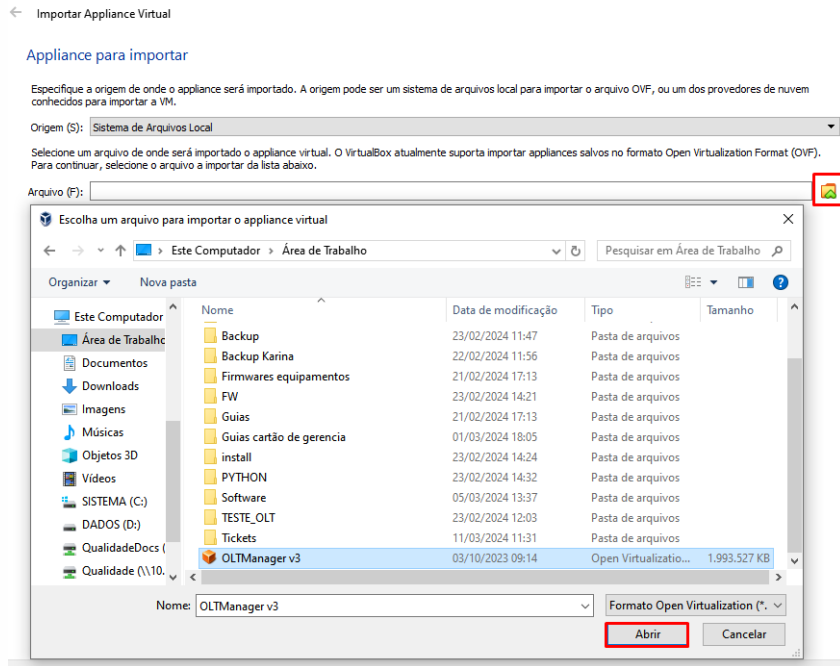 Importar Appliance Virtual
Appliance para importar
Especifique a origem de onde o appliance será importado. A origem pode ser um sistema de arquivos local para importar o arquivo OVF, ou um dos provedores de nuvem
conhecidos para importar a VM.
Origem (S): Sistema de Arquivos Local
Selecione um arquivo de onde será importado o appliance virtual. O VirtualBox atualmente suporta importar appliances salvos no formato Open Virtualization Format (OVF).
Para continuar, selecione o arquivo a importar da lista abaixo.
Arquivo (F):
Escolha um arquivo para importar o appliance virtual
Este Computador > Área de Trabalho
Pesquisar em Área de Trabalho
Organizar
Nova pasta
Este Computador
Área de Trabalho
Documentos
Downloads
Imagens
Músicas
Objetos 3D
Vídeos
SISTEMA (C:)
DADOS (D:)
QualidadeDocs (
Qualidade (\\10.
Nome Data de modificação Tipo Tamanho
Backup 23/02/2024 11:47 Pasta de arquivos
Backup Karina 22/02/2024 11:56 Pasta de arquivos
Firmwares equipamentos 21/02/2024 17:13 Pasta de arquivos
FW 23/02/2024 14:21 Pasta de arquivos
Guias 21/02/2024 17:13 Pasta de arquivos
Guias cartão de gerencia 01/03/2024 18:05 Pasta de arquivos
install 23/02/2024 14:24 Pasta de arquivos
PYTHON 23/02/2024 14:32 Pasta de arquivos
Software 05/03/2024 13:37 Pasta de arquivos
TESTE_OLT 23/02/2024 12:03 Pasta de arquivos
Tickets 11/03/2024 11:31 Pasta de arquivos
OLTManager v3 03/10/2023 09:14 Open Virtualizatio... 1.993.527 KB
Nome: OLTManager v3
Formato Open Virtualization (*.
Abrir
Cancelar